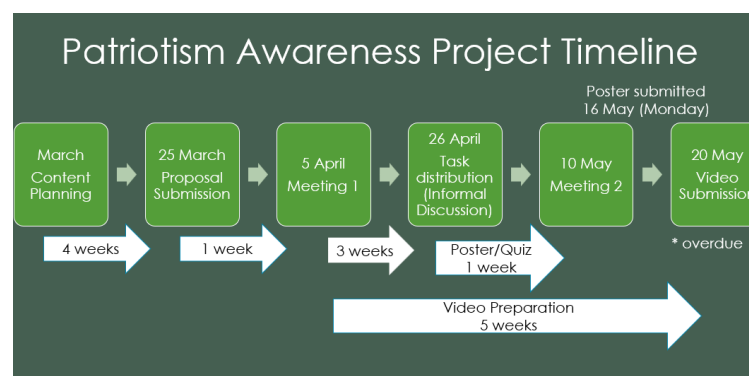 Patriotism Awareness Project Timeline
Poster submitted
16 May (Monday)
March
Content
Planning
25 March
Proposal
Submission
5 April
Meeting 1
26 April
Task
distribution
(Informal
Discussion)
10 May
Meeting 2
20 May
Video
Submission
* overdue
4 weeks
1 week
3 weeks
Poster/Quiz
1 week
Video Preparation
5 weeks